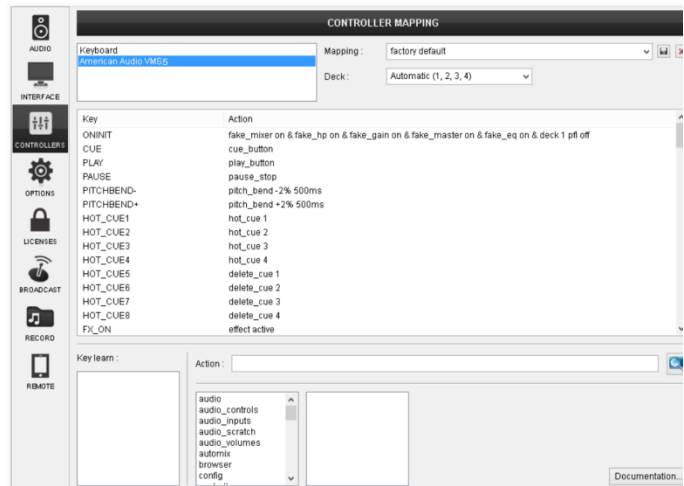 CONTROLLER MAPPING
AUDIO
INTERFACE
CONTROLLERS
OPTIONS
LICENSES
BROADCAST
RECORD
REMOTE
Keyboard
American Audio VMS5
Mapping : factory default
Deck : Automatic (1, 2, 3, 4)
Key Action
ONINIT fake_mixer on & fake_hp on & fake_gain on & fake_master on & fake_eq on & deck 1 pfl off
CUE cue_button
PLAY play_button
PAUSE pause_stop
PITCHBEND- pitch_bend -2% 500ms
PITCHBEND+ pitch_bend +2% 500ms
HOT_CUE1 hot_cue 1
HOT_CUE2 hot_cue 2
HOT_CUE3 hot_cue 3
HOT_CUE4 hot_cue 4
HOT_CUE5 delete_cue 1
HOT_CUE6 delete_cue 2
HOT_CUE7 delete_cue 3
HOT_CUE8 delete_cue 4
FX_ON effect active
Key learn :
Action :
audio
audio_controls
audio_inputs
audio_scratch
audio_volumes
automix
browser
config
Documentation...